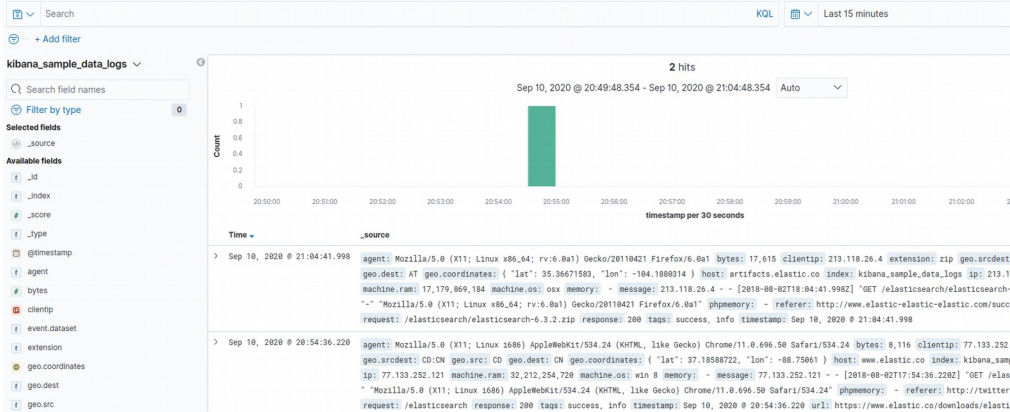 Search KQL Last 15 minutes
+ Add filter
kibana_sample_data_logs
Search field names
Filter by type 0
Selected fields
_source
Available fields
t _id
t _index
# _score
t _type
@timestamp
t agent
# bytes
IP clientip
t event.dataset
t extension
geo.coordinates
t geo.dest
t geo.src
2 hits
Sep 10, 2020 @ 20:49:48.354 - Sep 10, 2020 @ 21:04:48.354 Auto
Count
1
0.8
0.6
0.4
0.2
0
20:50:00 20:51:00 20:52:00 20:53:00 20:54:00 20:55:00 20:56:00 20:57:00 20:58:00 20:59:00 21:00:00 21:01:00 21:02:00 2
timestamp per 30 seconds
Time _source
Sep 10, 2020 @ 21:04:41.998 agent: Mozilla/5.0 (X11; Linux x86_64; rv:6.0a1) Gecko/20110421 Firefox/6.0a1 bytes: 17,615 clientip: 213.118.26.4 extension: zip geo.srcdest
geo.dest: AT geo.coordinates: { "lat": 35.36671583, "lon": -104.1880314 } host: artifacts.elastic.co index: kibana_sample_data_logs ip: 213.1
machine.ram: 17,179,869,184 machine.os: osx memory: - message: 213.118.26.4 - - [2018-08-02T18:04:41.998Z] "GET /elasticsearch/elasticsearch-
"-" "Mozilla/5.0 (X11; Linux x86_64; rv:6.0a1) Gecko/20110421 Firefox/6.0a1" phpmemory: - referer: http://www.elastic-elastic-elastic.com/succ
request: /elasticsearch/elasticsearch-6.3.2.zip response: 200 tags: success, info timestamp: Sep 10, 2020 @ 21:04:41.998
Sep 10, 2020 @ 20:54:36.220 agent: Mozilla/5.0 (X11; Linux i686) AppleWebKit/534.24 (KHTML, like Gecko) Chrome/11.0.696.50 Safari/534.24 bytes: 8,116 clientip: 77.133.252
geo.srcdest: CD:CN geo.src: CD geo.dest: CN geo.coordinates: { "lat": 37.18588722, "lon": -88.75061 } host: www.elastic.co index: kibana_sam
ip: 77.133.252.121 machine.ram: 32,212,254,720 machine.os: win 8 memory: - message: 77.133.252.121 - - [2018-08-02T17:54:36.220Z] "GET /elas
" "Mozilla/5.0 (X11; Linux i686) AppleWebKit/534.24 (KHTML, like Gecko) Chrome/11.0.696.50 Safari/534.24" phpmemory: - referer: http://twitter
request: /elasticsearch response: 200 tags: success, info timestamp: Sep 10, 2020 @ 20:54:36.220 url: https://www.elastic.co/downloads/elasti